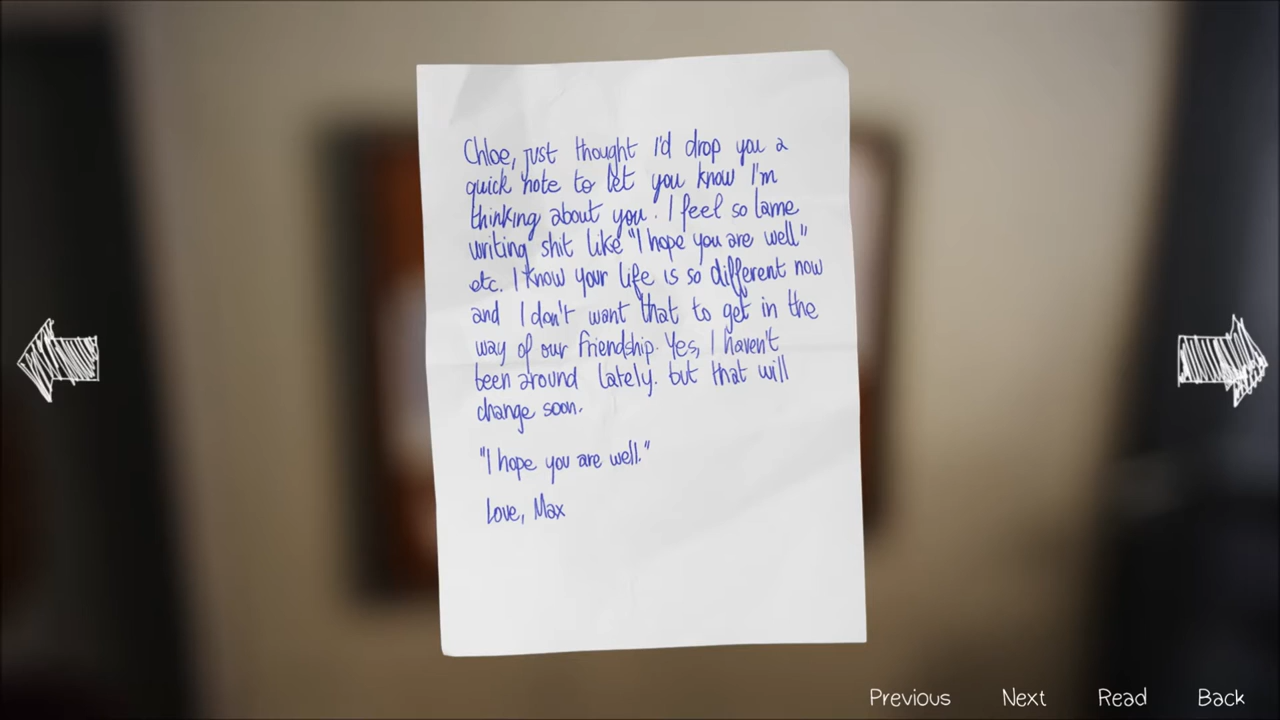 Chloe, just thought I'd drop you a
quick note to let you know I'm
thinking about you. I feel so lame
writing shit like "I hope you are well"
etc. I know your life is so different now
and I don't want that to get in the
way of our friendship. Yes, I haven't
been around lately. but that will
change soon.
"I hope you are well."
Love, Max
Previous Next Read Back